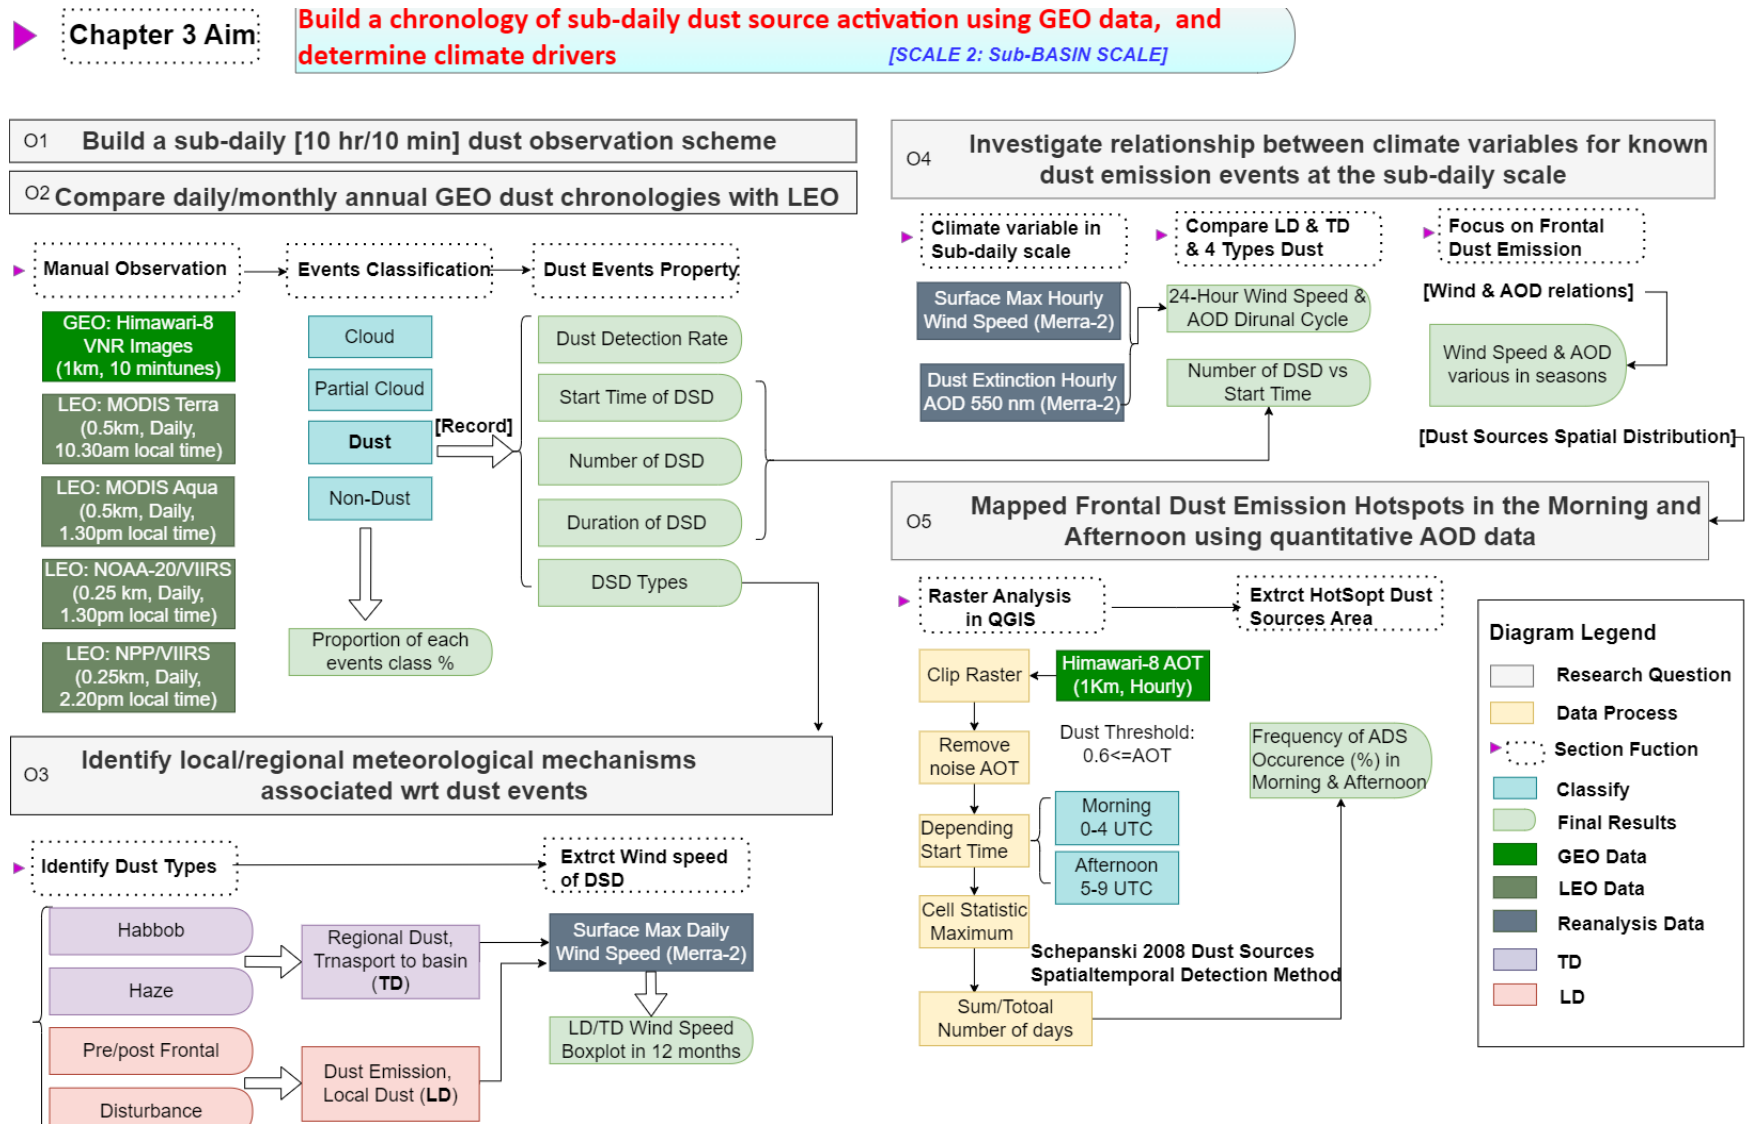 Chapter 3 Aim
Build a chronology of sub-daily dust source activation using GEO data, and
determine climate drivers
[SCALE 2: Sub-BASIN SCALE]
O1
Build a sub-daily [10 hr/10 min] dust observation scheme
O2
Compare daily/monthly annual GEO dust chronologies with LEO
Manual Observation
Events Classification
Dust Events Property
GEO: Himawari-8
VNR Images
(1km, 10 mintunes)
LEO: MODIS Terra
(0.5km, Daily,
10.30am local time)
LEO: MODIS Aqua
(0.5km, Daily,
1.30pm local time)
LEO: NOAA-20/VIIRS
(0.25 km, Daily,
1.30pm local time)
LEO: NPP/VIIRS
(0.25km, Daily,
2.20pm local time)
Cloud
Partial Cloud
Dust
Non-Dust
[Record]
Proportion of each
events class %
Dust Detection Rate
Start Time of DSD
Number of DSD
Duration of DSD
DSD Types
O3
Identify local/regional meteorological mechanisms
associated wrt dust events
Identify Dust Types
Extrct Wind speed
of DSD
Habbob
Haze
Pre/post Frontal
Disturbance
Regional Dust,
Trnasport to basin
(TD)
Dust Emission,
Local Dust (LD)
Surface Max Daily
Wind Speed (Merra-2)
LD/TD Wind Speed
Boxplot in 12 months
O4
Investigate relationship between climate variables for known
dust emission events at the sub-daily scale
Climate variable in
Sub-daily scale
Compare LD & TD
& 4 Types Dust
Focus on Frontal
Dust Emission
Surface Max Hourly
Wind Speed (Merra-2)
Dust Extinction Hourly
AOD 550 nm (Merra-2)
24-Hour Wind Speed &
AOD Dirunal Cycle
Number of DSD vs
Start Time
[Wind & AOD relations]
Wind Speed & AOD
various in seasons
[Dust Sources Spatial Distribution]
O5
Mapped Frontal Dust Emission Hotspots in the Morning and
Afternoon using quantitative AOD data
Raster Analysis
in QGIS
Extrct HotSopt Dust
Sources Area
Clip Raster
Himawari-8 AOT
(1Km, Hourly)
Remove
noise AOT
Dust Threshold:
0.6<=AOT
Depending
Start Time
Morning
0-4 UTC
Afternoon
5-9 UTC
Cell Statistic
Maximum
Schepanski 2008 Dust Sources
Spatialtemporal Detection Method
Sum/Totoal
Number of days
Frequency of ADS
Occurence (%) in
Morning & Afternoon
Diagram Legend
Research Question
Data Process
Section Fuction
Classify
Final Results
GEO Data
LEO Data
Reanalysis Data
TD
LD